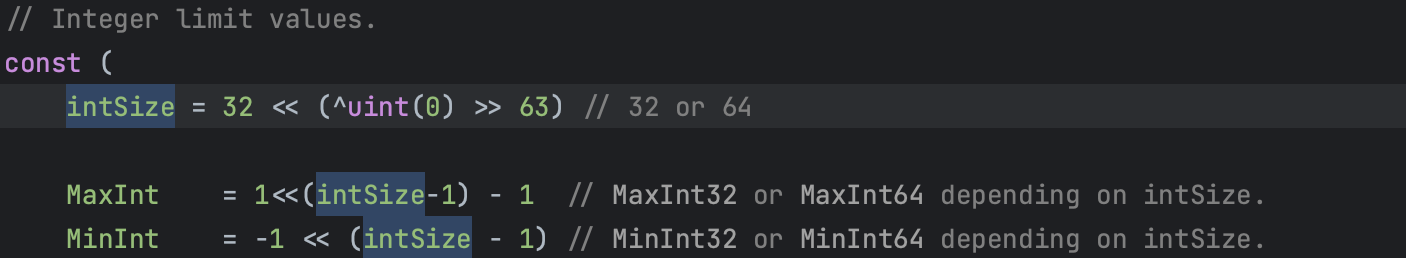 // Integer limit values.
const (
    intSize = 32 << (^uint(0) >> 63) // 32 or 64
    MaxInt    = 1<<(intSize-1) - 1  // MaxInt32 or MaxInt64 depending on intSize.
    MinInt    = -1 << (intSize - 1) // MinInt32 or MinInt64 depending on intSize.